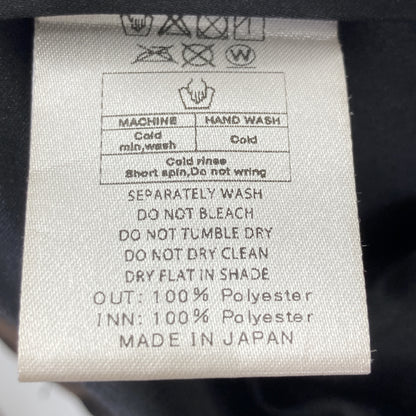 W
MACHINE HAND WASH
Cold
min,wash
Cold
Cold rinse
Short spin,Do not wring
SEPARATELY WASH
DO NOT BLEACH
DO NOT TUMBLE DRY
DO NOT DRY CLEAN
DRY FLAT IN SHADE
OUT: 100% Polyester
INN: 100% Polyester
MADE IN JAPAN